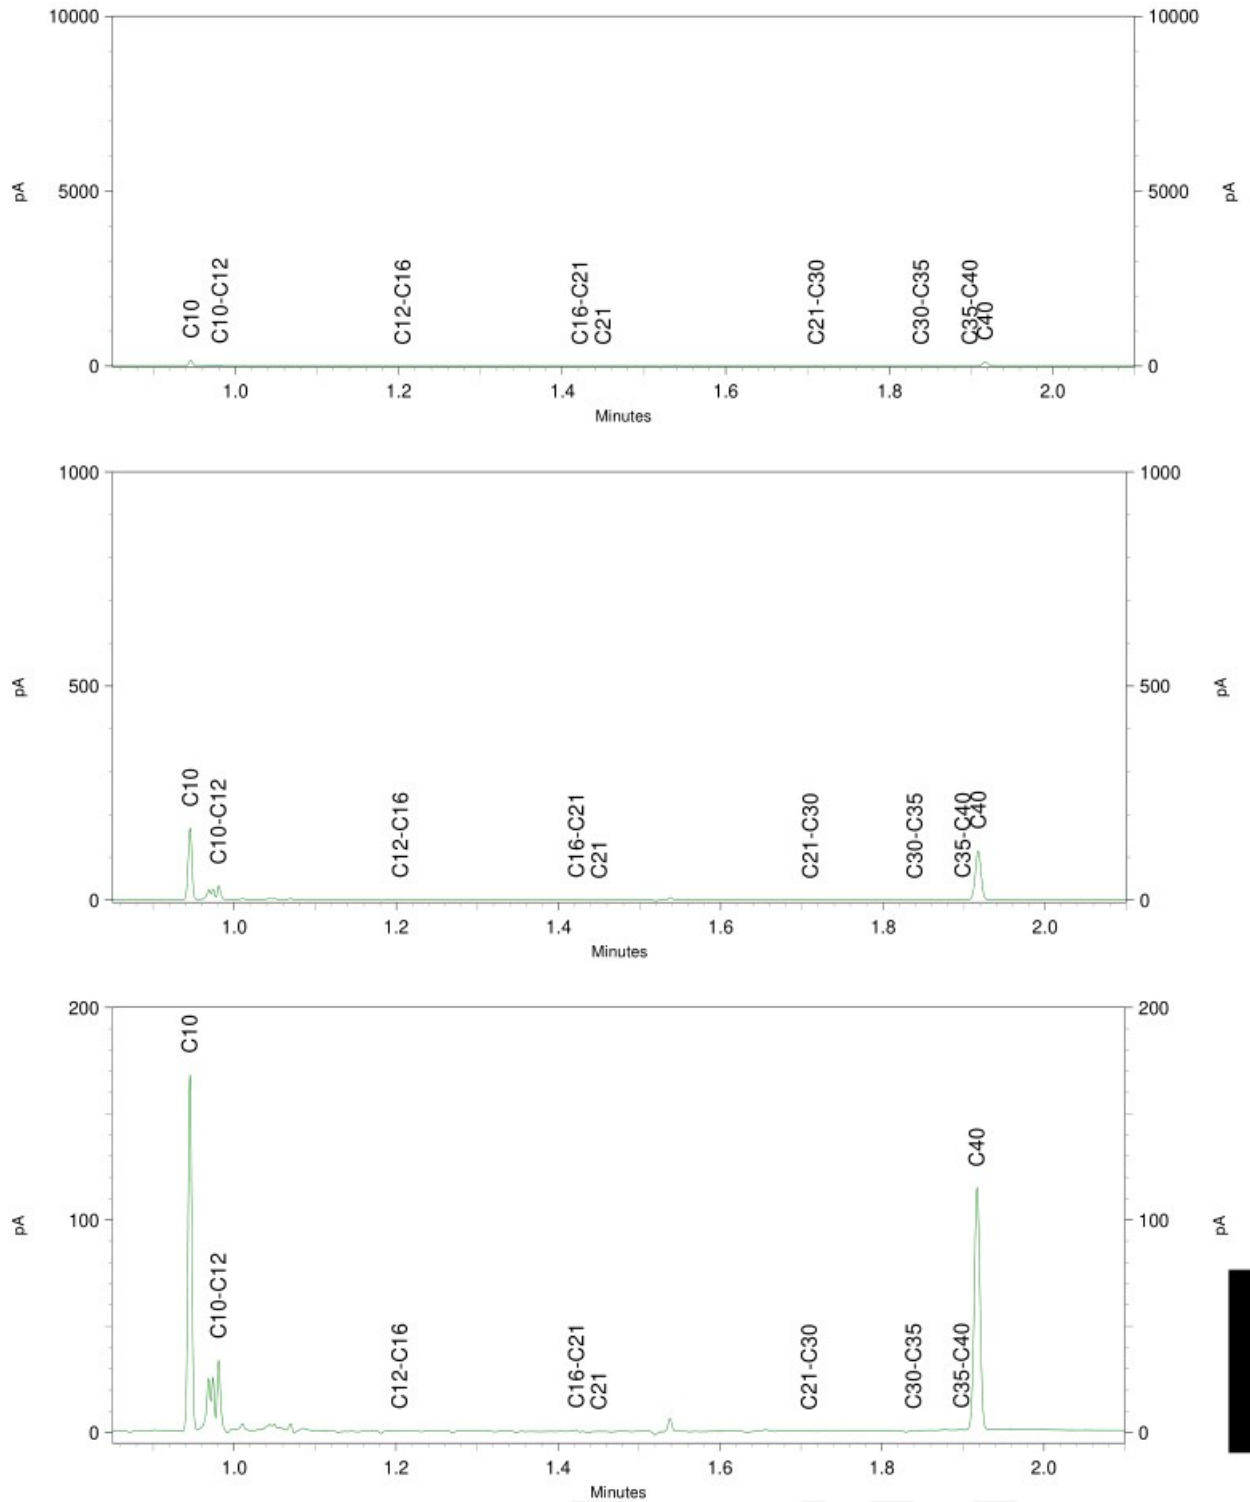 10000 10000
pA 5000 5000 pA
C10 C10-C12 C12-C16 C16-C21 C21 C21-C30 C30-C35 C35-C40 C40
0 0
1.0 1.2 1.4 1.6 1.8 2.0
Minutes
1000 1000
pA 500 500 pA
C10 C10-C12 C12-C16 C16-C21 C21 C21-C30 C30-C35 C35-C40 C40
0 0
1.0 1.2 1.4 1.6 1.8 2.0
Minutes
200 200
C10
C40
pA 100 100 pA
C10-C12 C12-C16 C16-C21 C21 C21-C30 C30-C35 C35-C40
0 0
1.0 1.2 1.4 1.6 1.8 2.0
Minutes